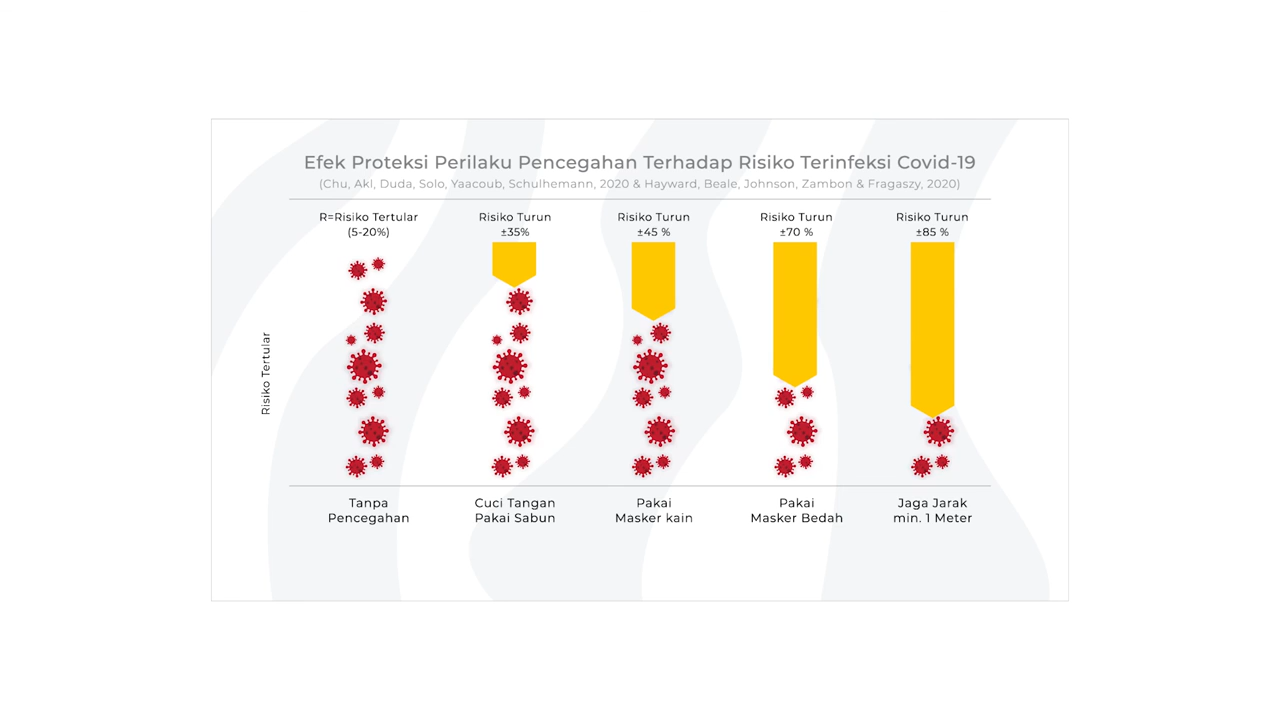 Efek Proteksi Perilaku Pencegahan Terhadap Risiko Terinfeksi Covid-19
(Chu, Akl, Duda, Solo, Yaacoub, Schulhemann, 2020 & Hayward, Beale, Johnson, Zambon & Fragaszy, 2020)
R=Risiko Tertular
(5-20%)
Risiko Turun
±35%
Risiko Turun
±45 %
Risiko Turun
±70 %
Risiko Turun
±85 %
Risiko Tertular
Tanpa
Pencegahan
Cuci Tangan
Pakai Sabun
Pakai
Masker kain
Pakai
Masker Bedah
Jaga Jarak
min. 1 Meter